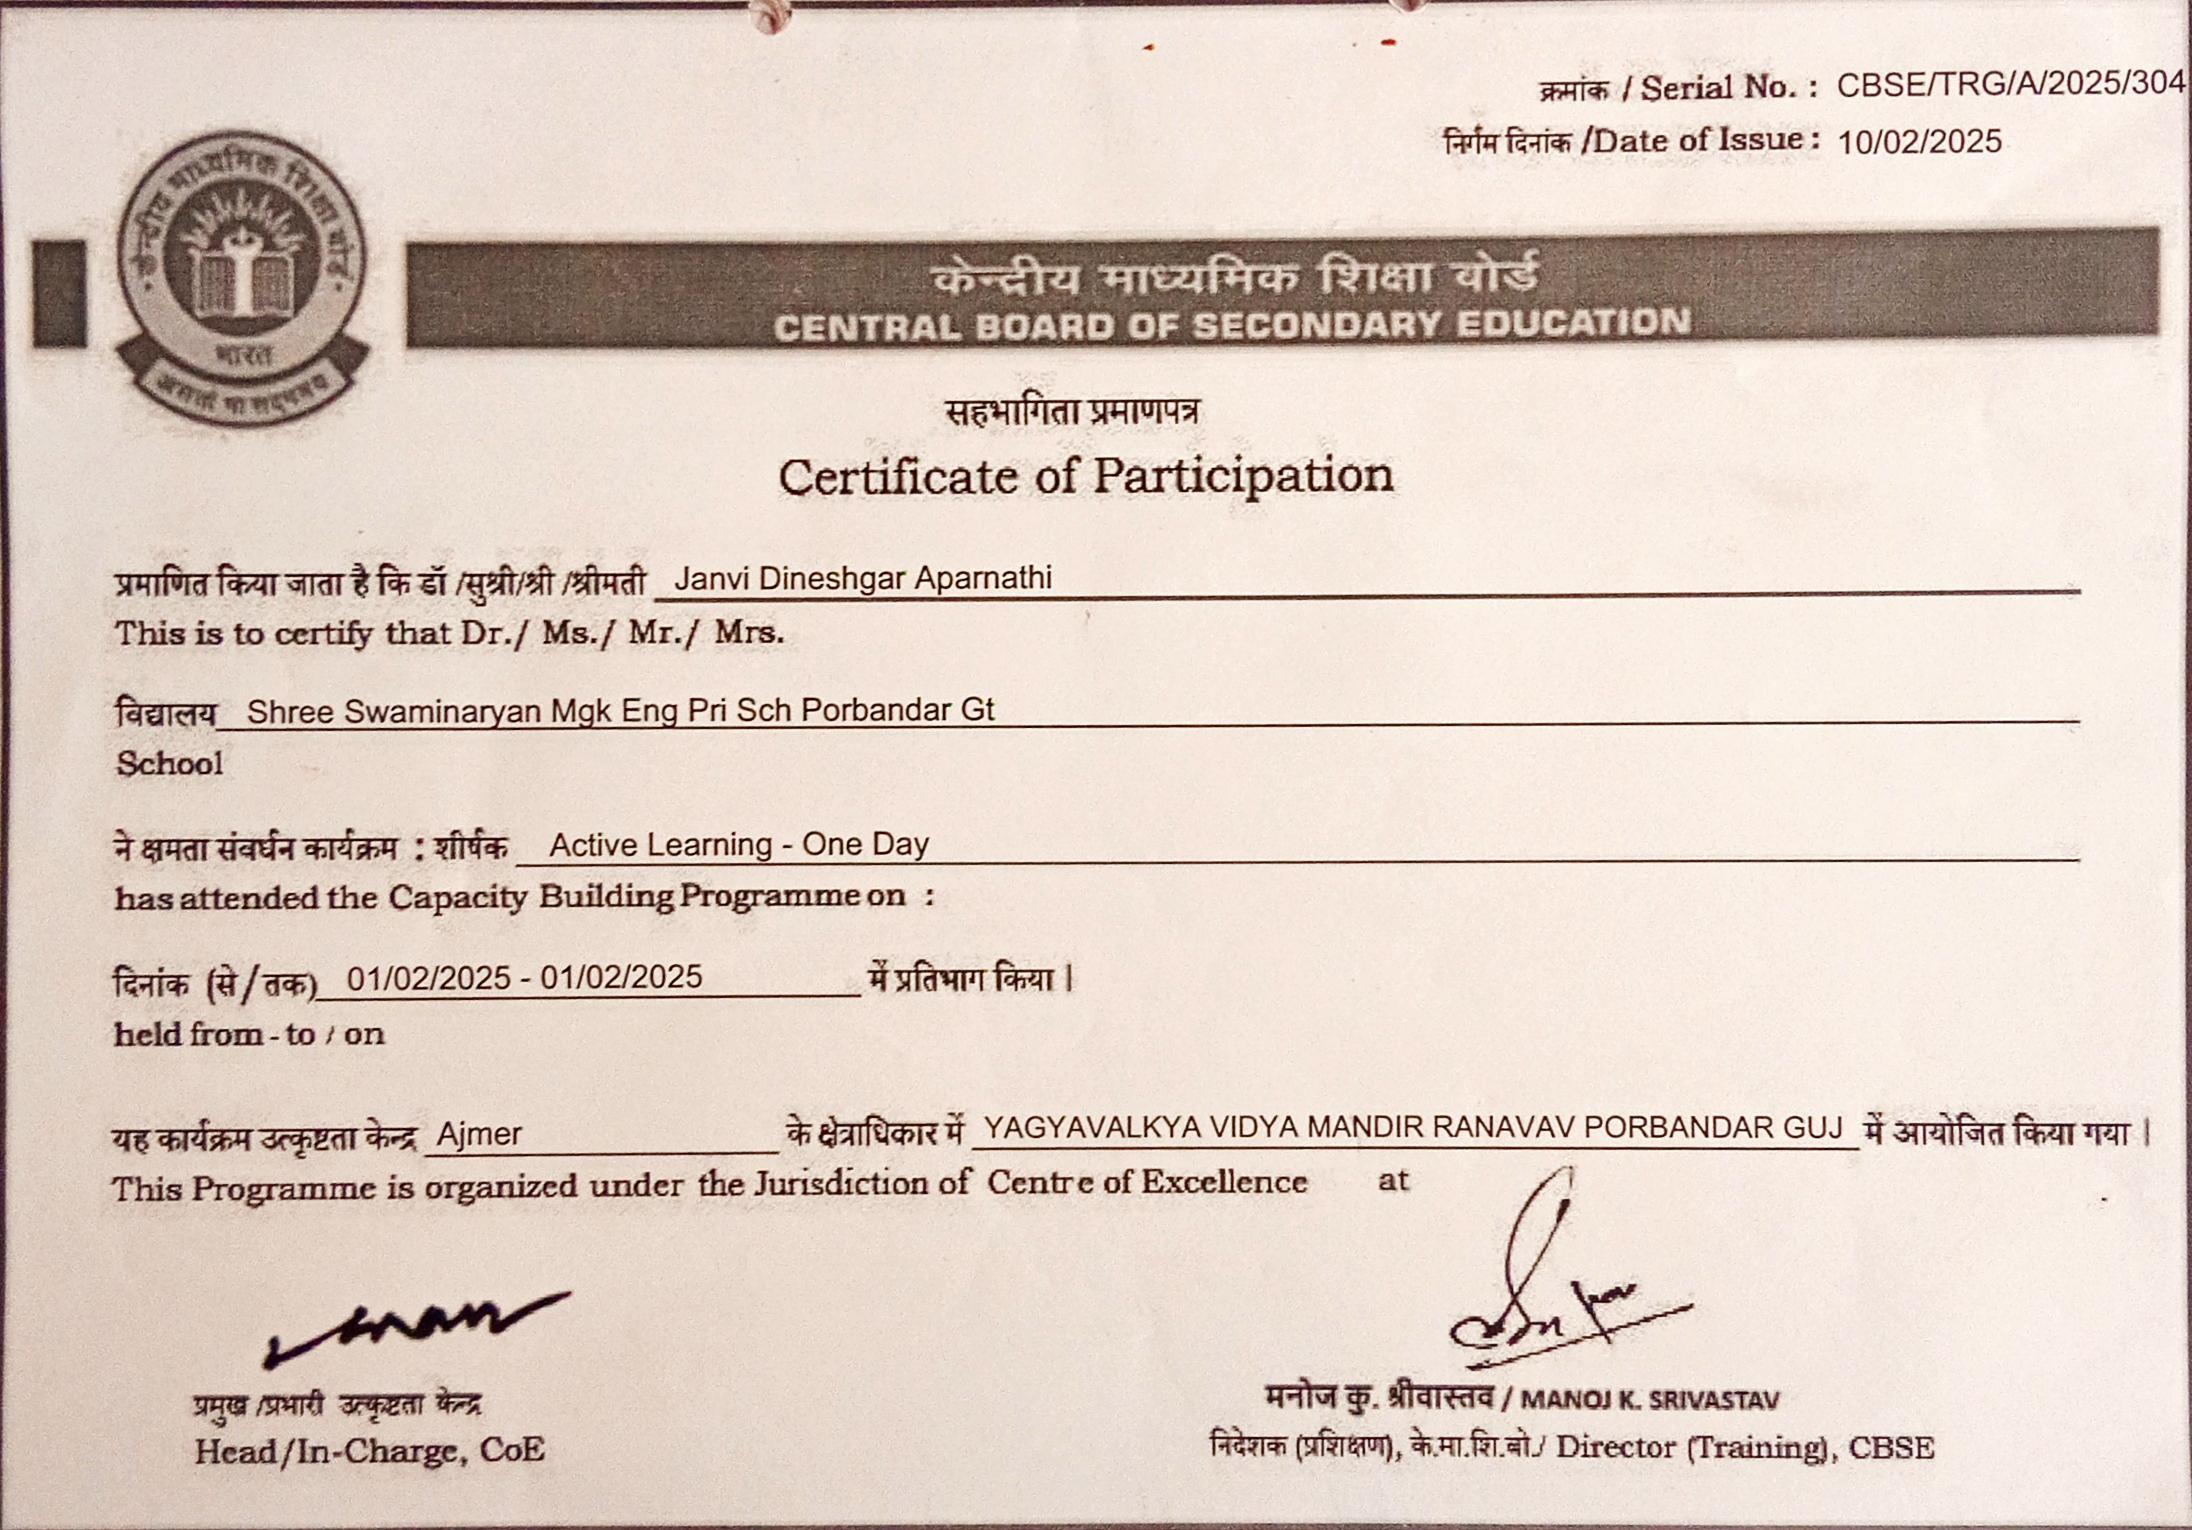 क्रमांक / Serial No. : CBSE/TRG/A/2025/304
निर्गम दिनांक /Date of Issue : 10/02/2025
केन्द्रीय माध्यमिक शिक्षा बोर्ड
भारत
असतो मा सद्गमय
केन्द्रीय माध्यमिक शिक्षा बोर्ड
CENTRAL BOARD OF SECONDARY EDUCATION
सहभागिता प्रमाणपत्र
Certificate of Participation
प्रमाणित किया जाता है कि डॉ /सुश्री/श्री /श्रीमती Janvi Dineshgar Aparnathi
This is to certify that Dr./ Ms./ Mr./ Mrs.
विद्यालय Shree Swaminaryan Mgk Eng Pri Sch Porbandar Gt
School
ने क्षमता संवर्धन कार्यक्रम : शीर्षक Active Learning - One Day
has attended the Capacity Building Programme on :
दिनांक (से/तक) 01/02/2025 - 01/02/2025 में प्रतिभाग किया |
held from - to / on
यह कार्यक्रम उत्कृष्टता केन्द्र Ajmer के क्षेत्राधिकार में YAGYAVALKYA VIDYA MANDIR RANAVAV PORBANDAR GUJ में आयोजित किया गया |
This Programme is organized under the Jurisdiction of Centre of Excellence at
प्रमुख /प्रभारी उत्कृष्टता केन्द्र
Head/In-Charge, CoE
मनोज कु. श्रीवास्तव / MANOJ K. SRIVASTAV
निदेशक (प्रशिक्षण), के.मा.शि.बो./ Director (Training), CBSE